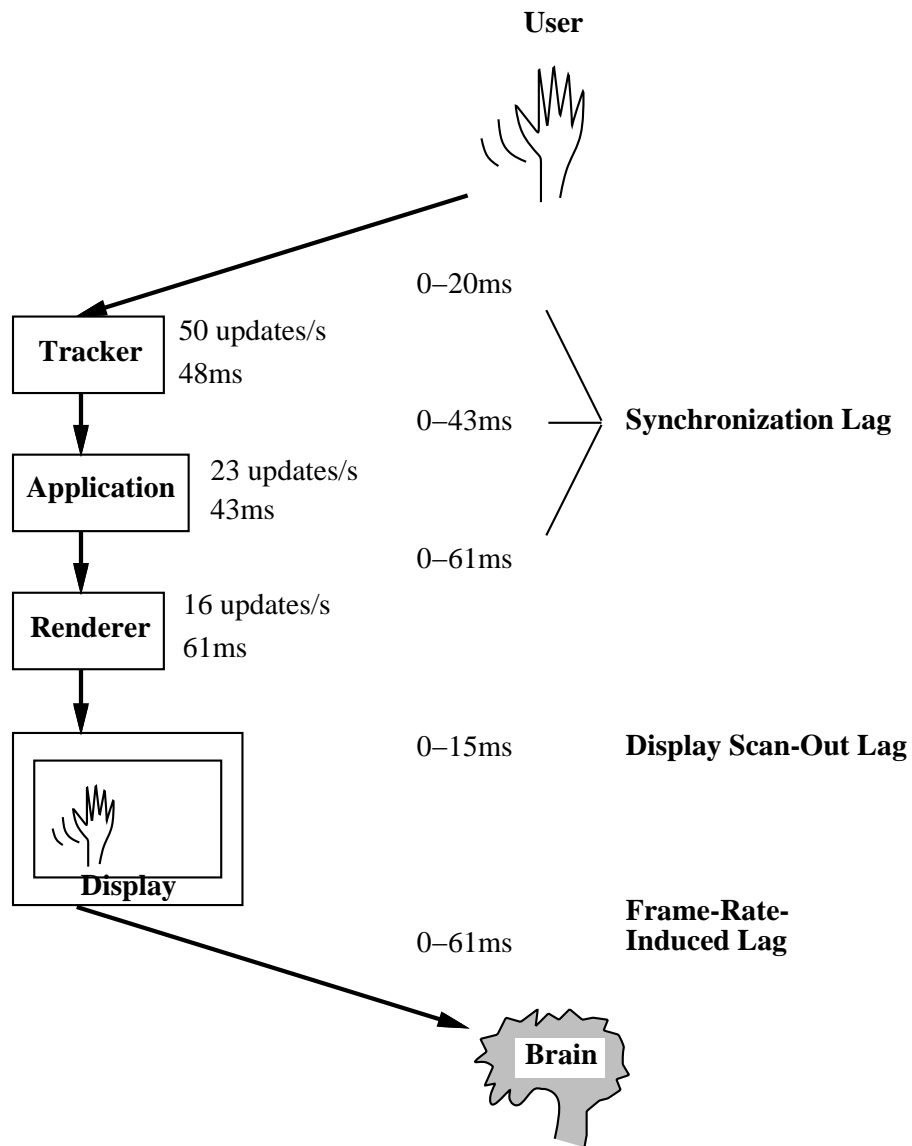 User
0–20ms
50 updates/s
Tracker
48ms
0–43ms
Synchronization Lag
23 updates/s
Application
43ms
0–61ms
16 updates/s
Renderer
61ms
0–15ms
Display Scan-Out Lag
Display
Frame-Rate-
Induced Lag
0–61ms
Brain